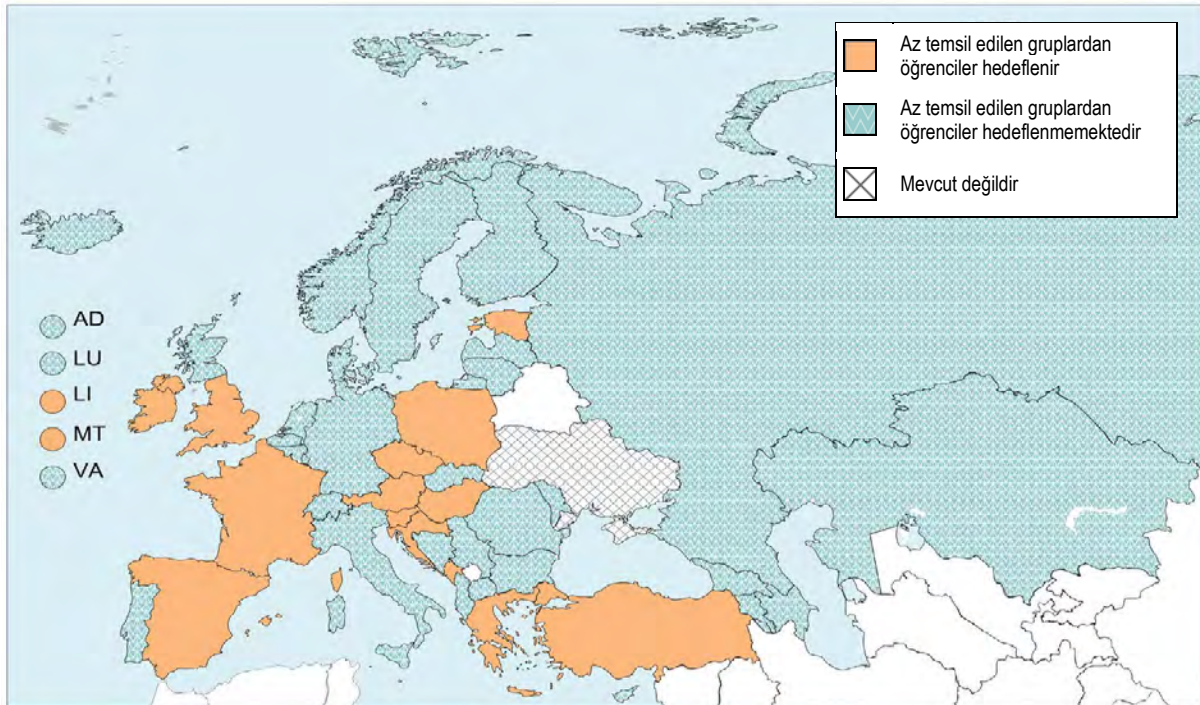 Az temsil edilen gruplardan
öğrenciler hedeflenir
Az temsil edilen gruplardan
öğrenciler hedeflenmemektedir
Mevcut değildir
AD
LU
LI
MT
VA